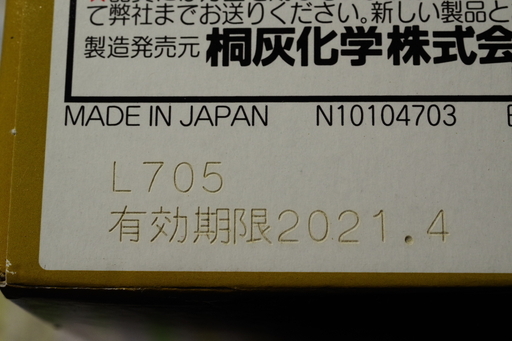 て弊社までお送りください。新しい製品と
製造発売元 桐灰化学株式会
MADE IN JAPAN N10104703
L705
有効期限2021.4